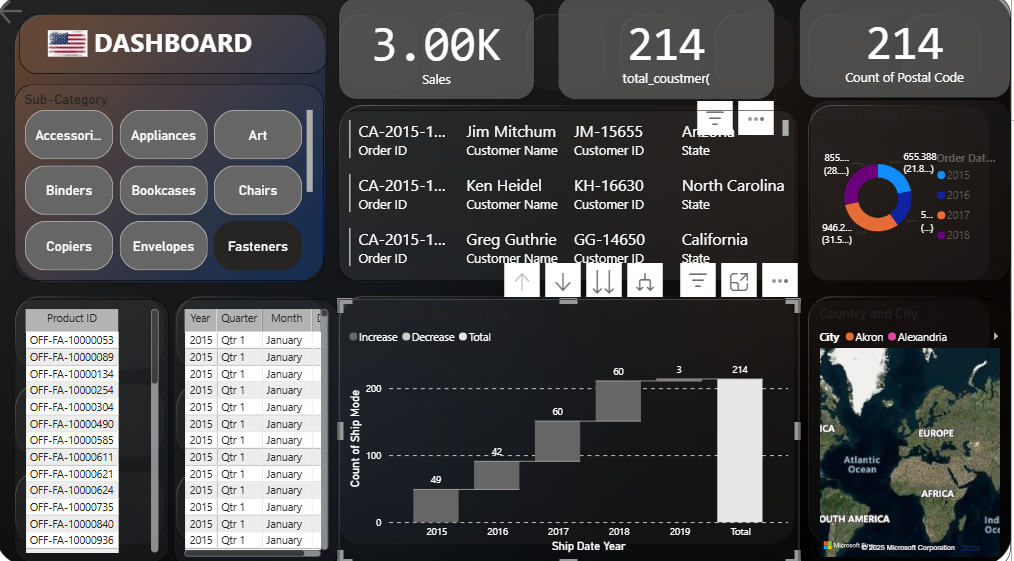 DASHBOARD
3.00K
Sales
214
total_coustmer(
214
Count of Postal Code
Sub-Category
Accessori...
Appliances
Art
Binders
Bookcases
Chairs
Copiers
Envelopes
Fasteners
CA-2015-1... Jim Mitchum JM-15655 Arizona
Order ID Customer Name Customer ID State
CA-2015-1... Ken Heidel KH-16630 North Carolina
Order ID Customer Name Customer ID State
CA-2015-1... Greg Guthrie GG-14650 California
Order ID Customer Name Customer ID State
855....
(28....)
655.388
(21.8...)
946.2...
(31.5...)
5...
(...)
Order Dat...
2015
2016
2017
2018
Product ID
OFF-FA-10000053
OFF-FA-10000089
OFF-FA-10000134
OFF-FA-10000254
OFF-FA-10000304
OFF-FA-10000490
OFF-FA-10000585
OFF-FA-10000611
OFF-FA-10000621
OFF-FA-10000624
OFF-FA-10000735
OFF-FA-10000840
OFF-FA-10000936
Year Quarter Month
2015 Qtr 1 January
2015 Qtr 1 January
2015 Qtr 1 January
2015 Qtr 1 January
2015 Qtr 1 January
2015 Qtr 1 January
2015 Qtr 1 January
2015 Qtr 1 January
2015 Qtr 1 January
2015 Qtr 1 January
2015 Qtr 1 January
2015 Qtr 1 January
2015 Qtr 1 January
Increase Decrease Total
Count of Ship Mode
200
100
0
49
42
60
60
3
214
2015 2016 2017 2018 2019 Total
Ship Date Year
Country and City
City Akron Alexandria
ICA
EUROPE
Atlantic
Ocean
AFRICA
OUTH AMERICA
Ind
Oc
Microsoft Bing
© 2025 Microsoft Corporation Terms